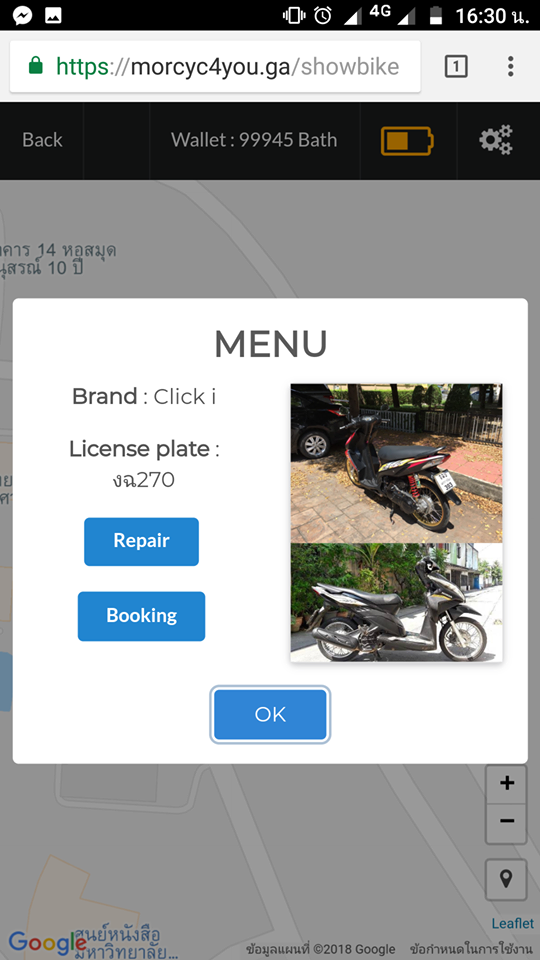 4G 16:30 น.
https://morcyc4you.ga/showbike 1
Back Wallet : 99945 Bath
คาร 14 หอสมุด
นุสรณ์ 10 ปี
MENU
Brand : Click i
License plate :
งฉ270
Repair
Booking
OK
+
−
Leaflet
Google
ศูนย์หนังสือ
มหาวิทยาลัย...
ข้อมูลแผนที่ ©2018 Google ข้อกำหนดในการใช้งาน